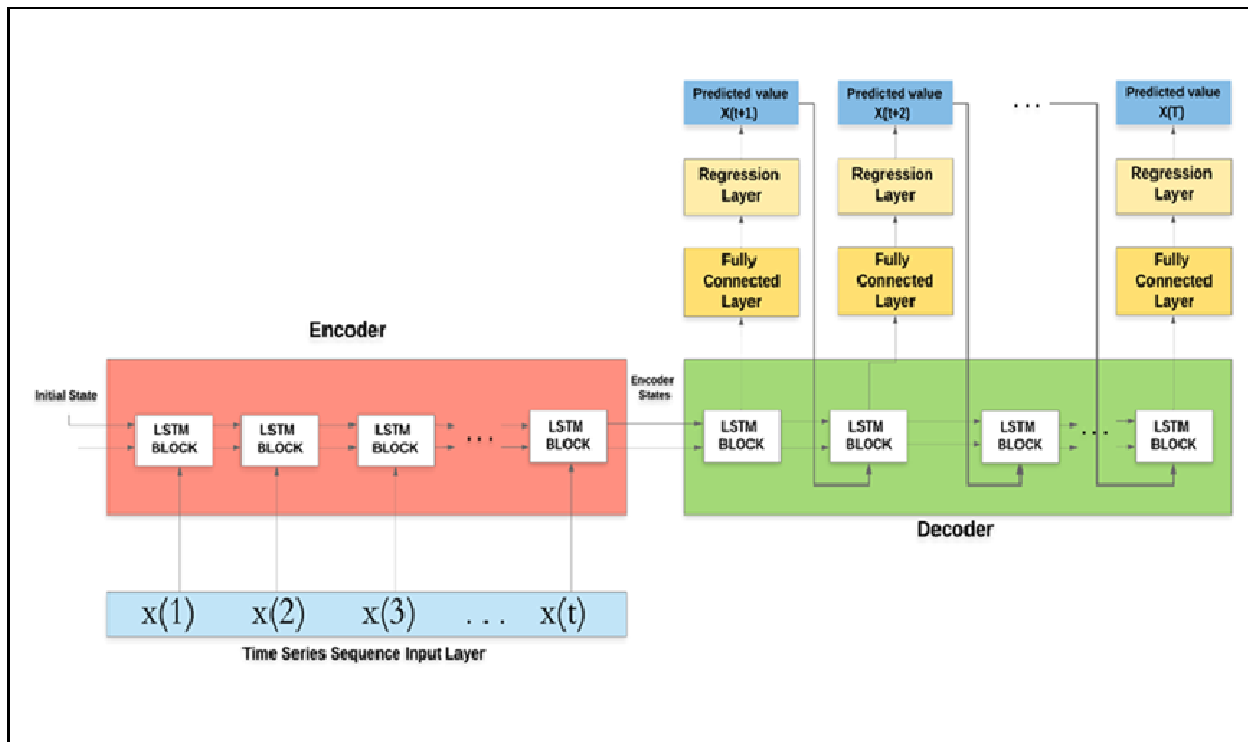 Predicted value
X(t+1)
Predicted value
X(t+2)
. . .
Predicted value
X(T)
Regression
Layer
Regression
Layer
Regression
Layer
Fully
Connected
Layer
Fully
Connected
Layer
Fully
Connected
Layer
Encoder
Initial State
LSTM
BLOCK
LSTM
BLOCK
LSTM
BLOCK
. . .
LSTM
BLOCK
Encoder
States
LSTM
BLOCK
LSTM
BLOCK
LSTM
BLOCK
. . .
LSTM
BLOCK
Decoder
x(1) x(2) x(3) . . . x(t)
Time Series Sequence Input Layer